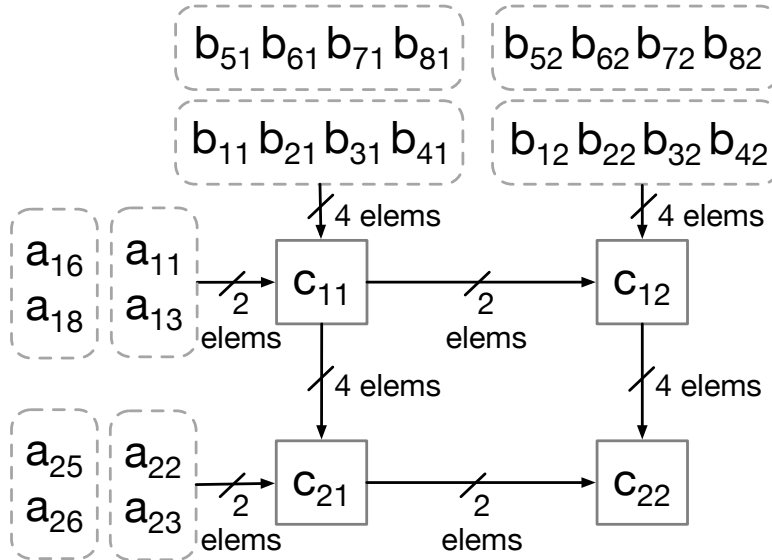 b51 b61 b71 b81 b52 b62 b72 b82
b11 b21 b31 b41 b12 b22 b32 b42
4 elems 4 elems
a16 a11 c11 c12
a18 a13 2 2
elems elems
4 elems 4 elems
a25 a22 c21 c22
a26 a23 2 2
elems elems